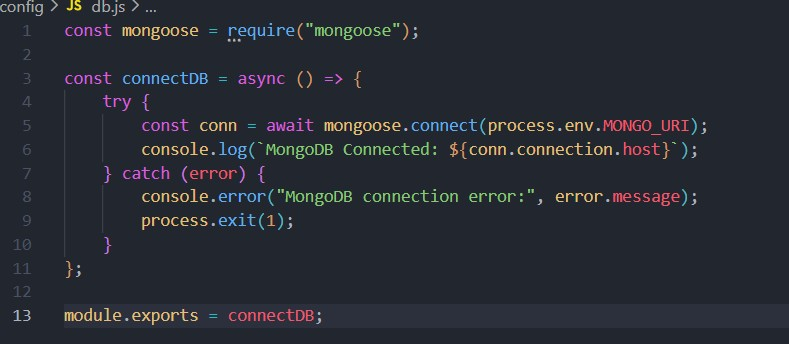 config > JS db.js > ...
1 const mongoose = require("mongoose");
2
3 const connectDB = async () => {
4     try {
5         const conn = await mongoose.connect(process.env.MONGO_URI);
6         console.log(`MongoDB Connected: ${conn.connection.host}`);
7     } catch (error) {
8         console.error("MongoDB connection error:", error.message);
9         process.exit(1);
10     }
11 };
12
13 module.exports = connectDB;